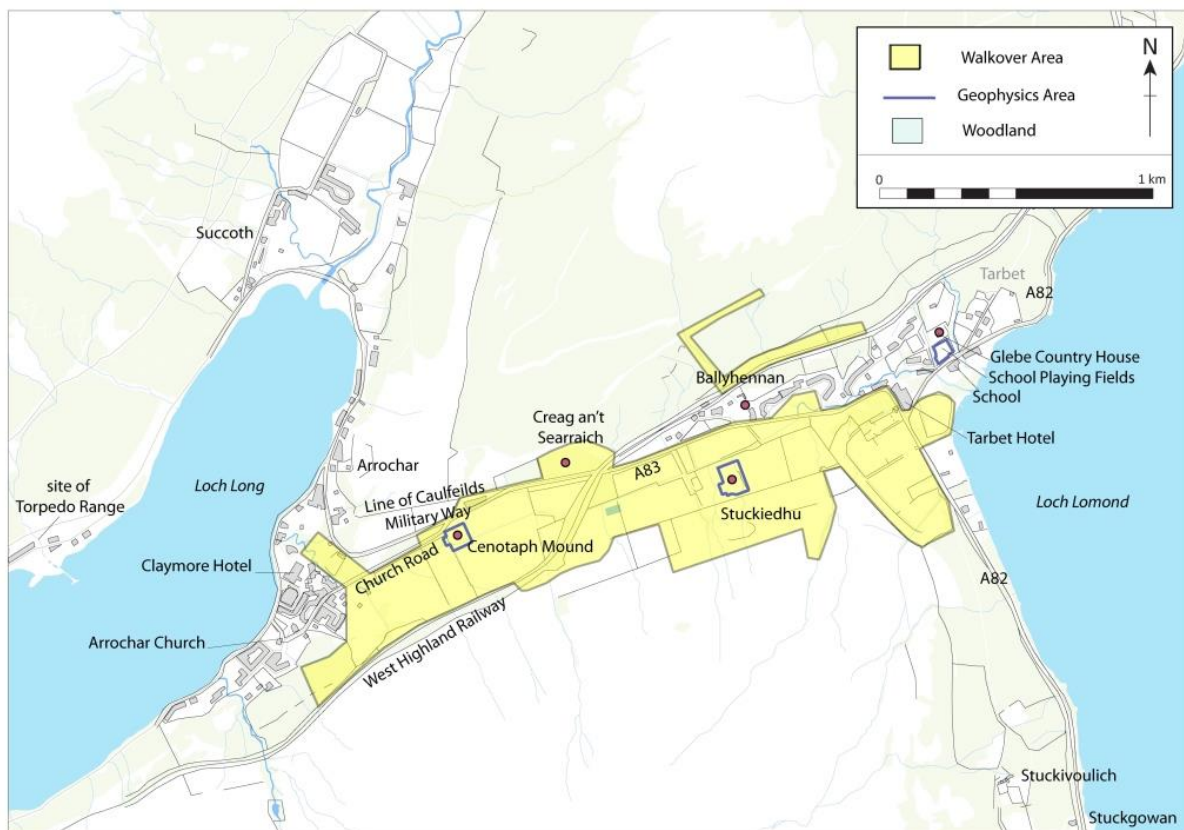 Walkover Area
N
Geophysics Area
Woodland
0
1 km
Succoth
Tarbet
A82
Glebe Country House
School Playing Fields
School
Ballyhennan
Tarbet Hotel
Creag an't
Searraich
A83
Arrochar
Line of Caulfeilds
Military Way
site of
Torpedo Range
Loch Long
Stuckiedhu
Loch Lomond
Cenotaph Mound
Church Road
Claymore Hotel
A82
Arrochar Church
West Highland Railway
Stuckivoulich
Stuckgowan